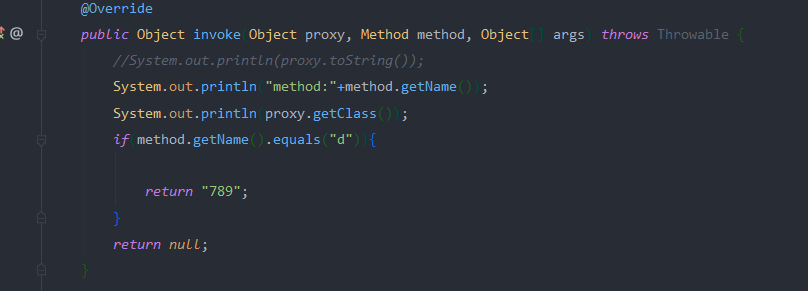 @Override
public Object invoke(Object proxy, Method method, Object[] args) throws Throwable {
//System.out.println(proxy.toString());
System.out.println("method:"+method.getName());
System.out.println(proxy.getClass());
if(method.getName().equals("d")){
return "789";
}
return null;
}